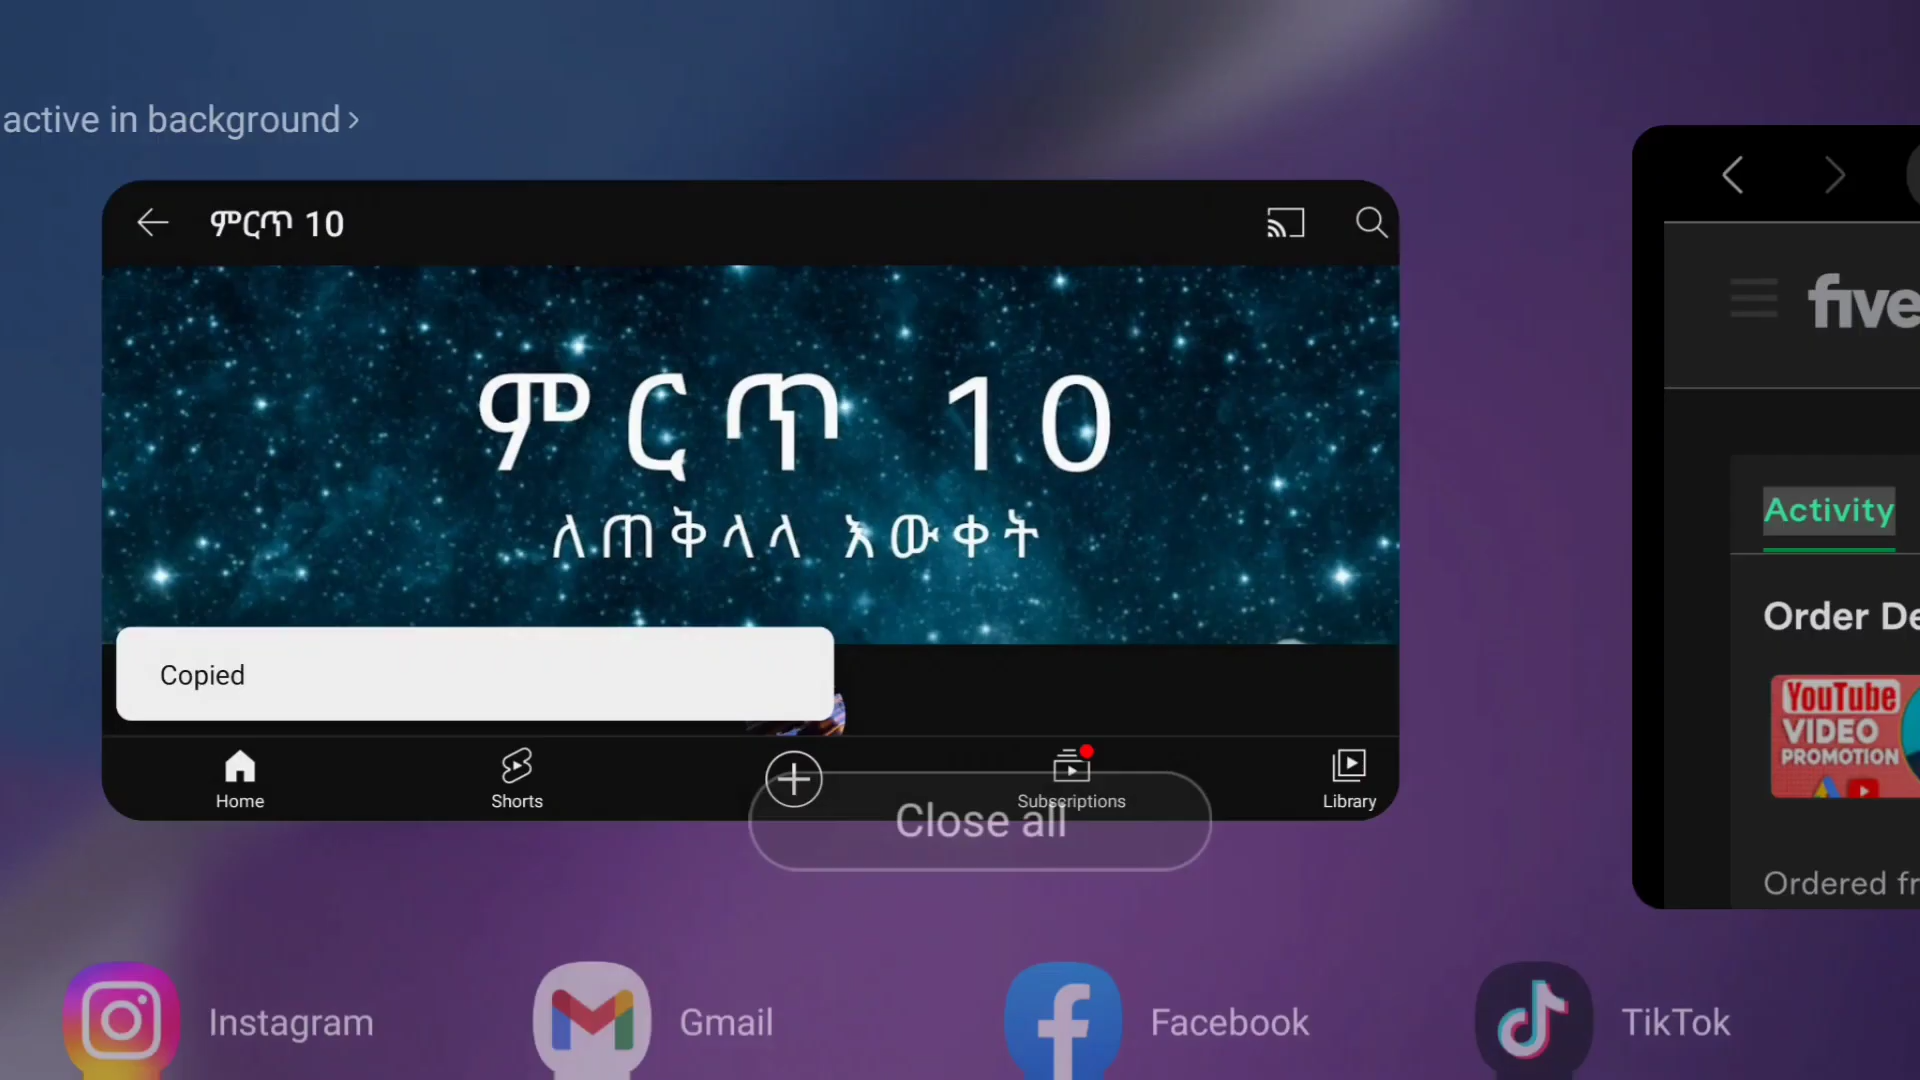 active in background
ምርጥ 10
ምርጥ 10
ለጠቅላላ እውቀት
Copied
Home
Shorts
Subscriptions
Library
Close all
five
Activity
Order De
YouTube
VIDEO
PROMOTION
Ordered fr
Instagram
Gmail
Facebook
TikTok